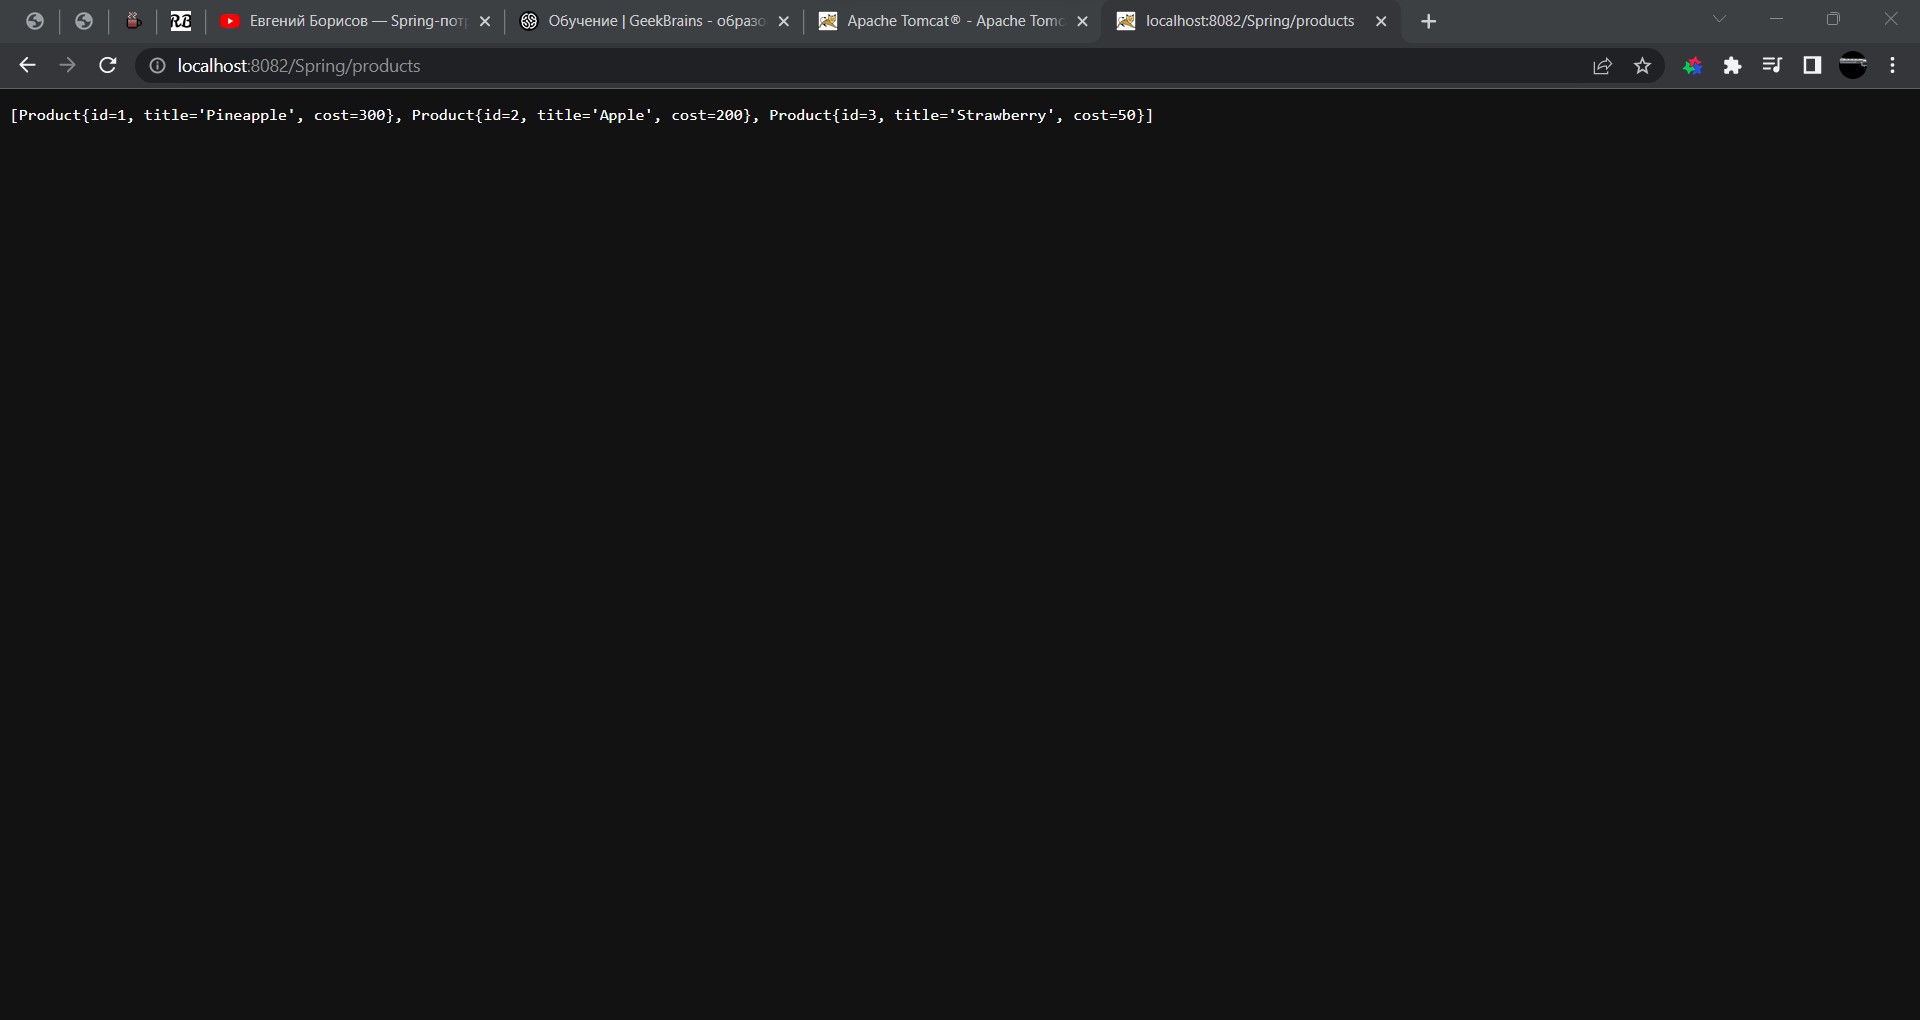 RB
Евгений Борисов — Spring-пот
Обучение | GeekBrains - образо
Apache Tomcat® - Apache Tomc
localhost:8082/Spring/products
localhost:8082/Spring/products
[Product{id=1, title='Pineapple', cost=300}, Product{id=2, title='Apple', cost=200}, Product{id=3, title='Strawberry', cost=50}]